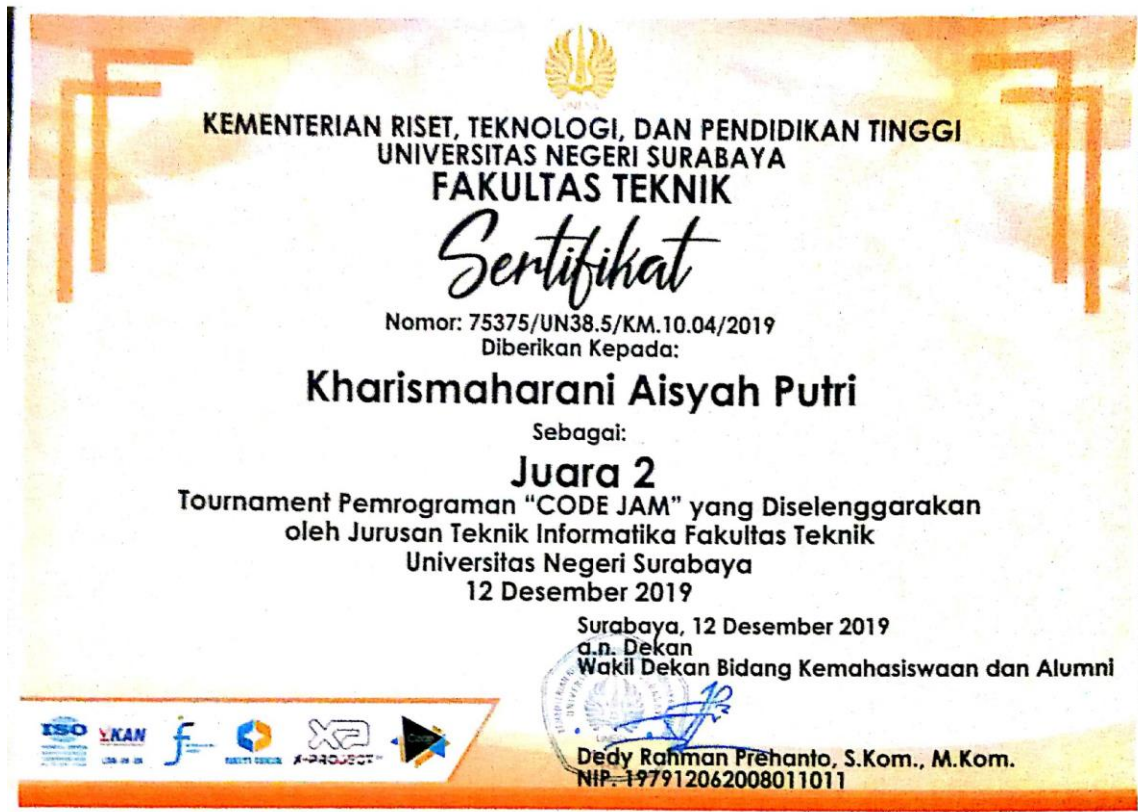 UNESA
KEMENTERIAN RISET, TEKNOLOGI, DAN PENDIDIKAN TINGGI
UNIVERSITAS NEGERI SURABAYA
FAKULTAS TEKNIK
Sertifikat
Nomor: 75375/UN38.5/KM.10.04/2019
Diberikan Kepada:
Kharismaharani Aisyah Putri
Sebagai:
Juara 2
Tournament Pemrograman “CODE JAM” yang Diselenggarakan
oleh Jurusan Teknik Informatika Fakultas Teknik
Universitas Negeri Surabaya
12 Desember 2019
Surabaya, 12 Desember 2019
a.n. Dekan
Wakil Dekan Bidang Kemahasiswaan dan Alumni
Dedy Rahman Prehanto, S.Kom., M.Kom.
NIP. 197912062008011011
ISO
KAN
X-PROJECT